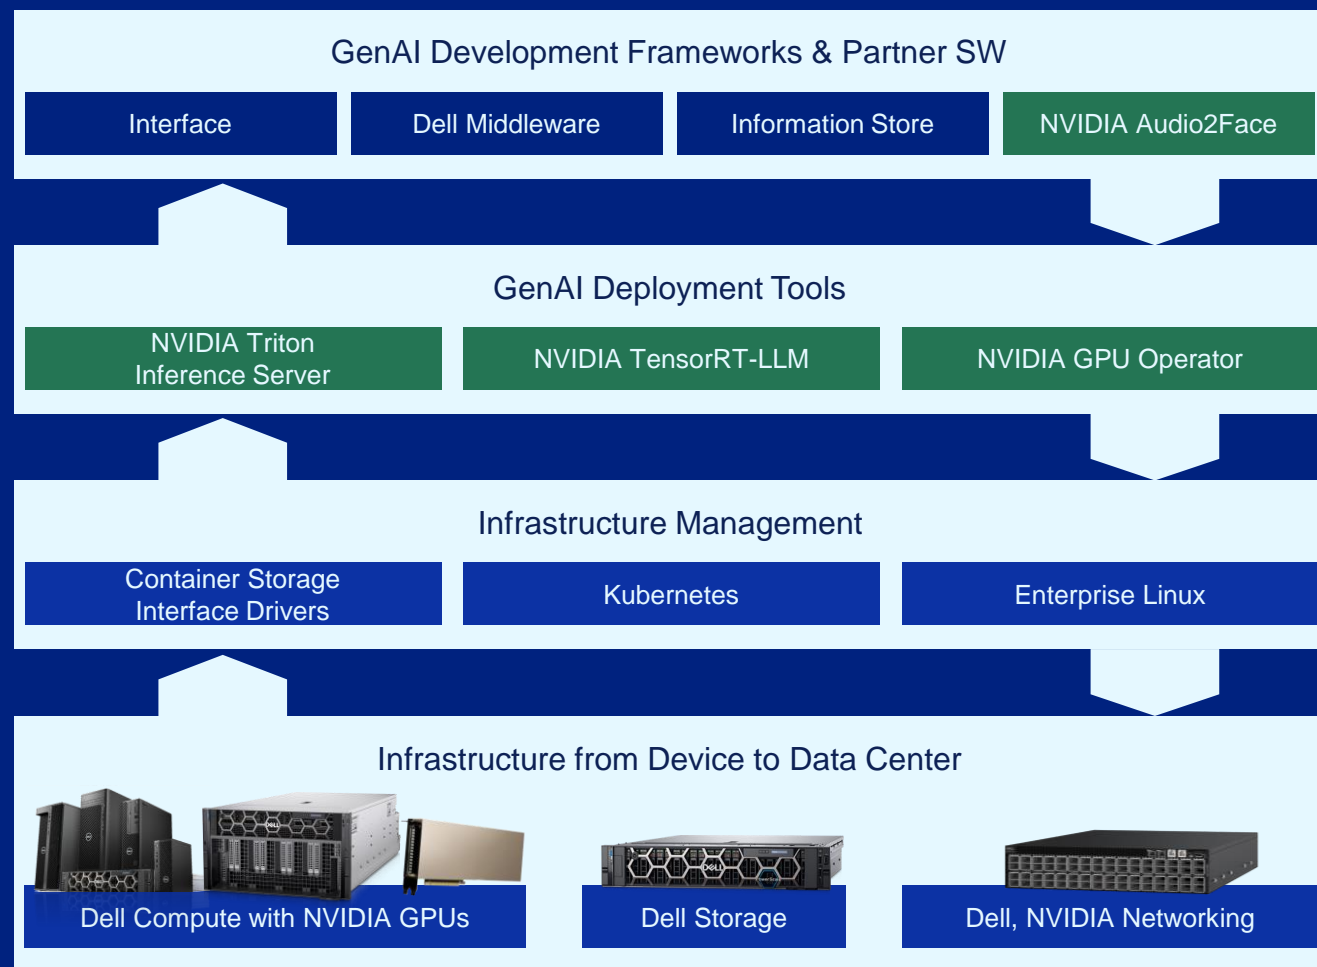 GenAI Development Frameworks & Partner SW
Interface
Dell Middleware
Information Store
NVIDIA Audio2Face
GenAI Deployment Tools
NVIDIA Triton
Inference Server
NVIDIA TensorRT-LLM
NVIDIA GPU Operator
Infrastructure Management
Container Storage
Interface Drivers
Kubernetes
Enterprise Linux
Infrastructure from Device to Data Center
DELL
DELL
Dell Compute with NVIDIA GPUs
Dell Storage
Dell, NVIDIA Networking